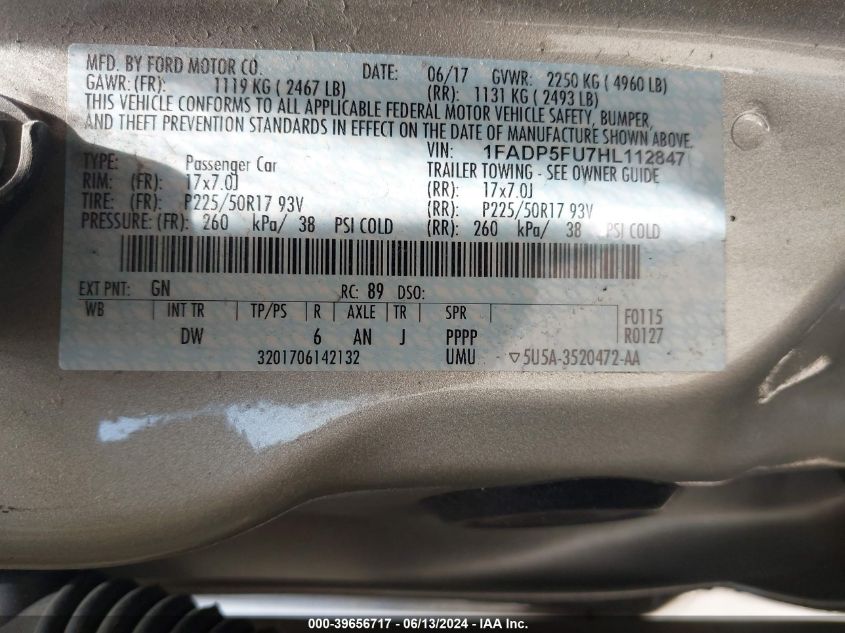 MFD. BY FORD MOTOR CO. DATE: 06/17 GVWR: 2250 KG ( 4960 LB)
GAWR: (FR): 1119 KG ( 2467 LB) (RR): 1131 KG ( 2493 LB)
THIS VEHICLE CONFORMS TO ALL APPLICABLE FEDERAL MOTOR VEHICLE SAFETY, BUMPER,
AND THEFT PREVENTION STANDARDS IN EFFECT ON THE DATE OF MANUFACTURE SHOWN ABOVE.
VIN: 1FADP5FU7HL112847
TYPE: Passenger Car TRAILER TOWING - SEE OWNER GUIDE
RIM: (FR): 17x7.0J (RR): 17x7.0J
TIRE: (FR): P225/50R17 93V (RR): P225/50R17 93V
PRESSURE: (FR): 260 kPa/ 38 PSI COLD (RR): 260 kPa/ 38 PSI COLD
EXT PNT: GN RC: 89 DSO:
WB INT TR TP/PS R AXLE TR SPR F0115
DW 6 AN J PPPP R0127
3201706142132 UMU ▽5U5A-3520472-AA
000-39656717 - 06/13/2024 - IAA Inc.